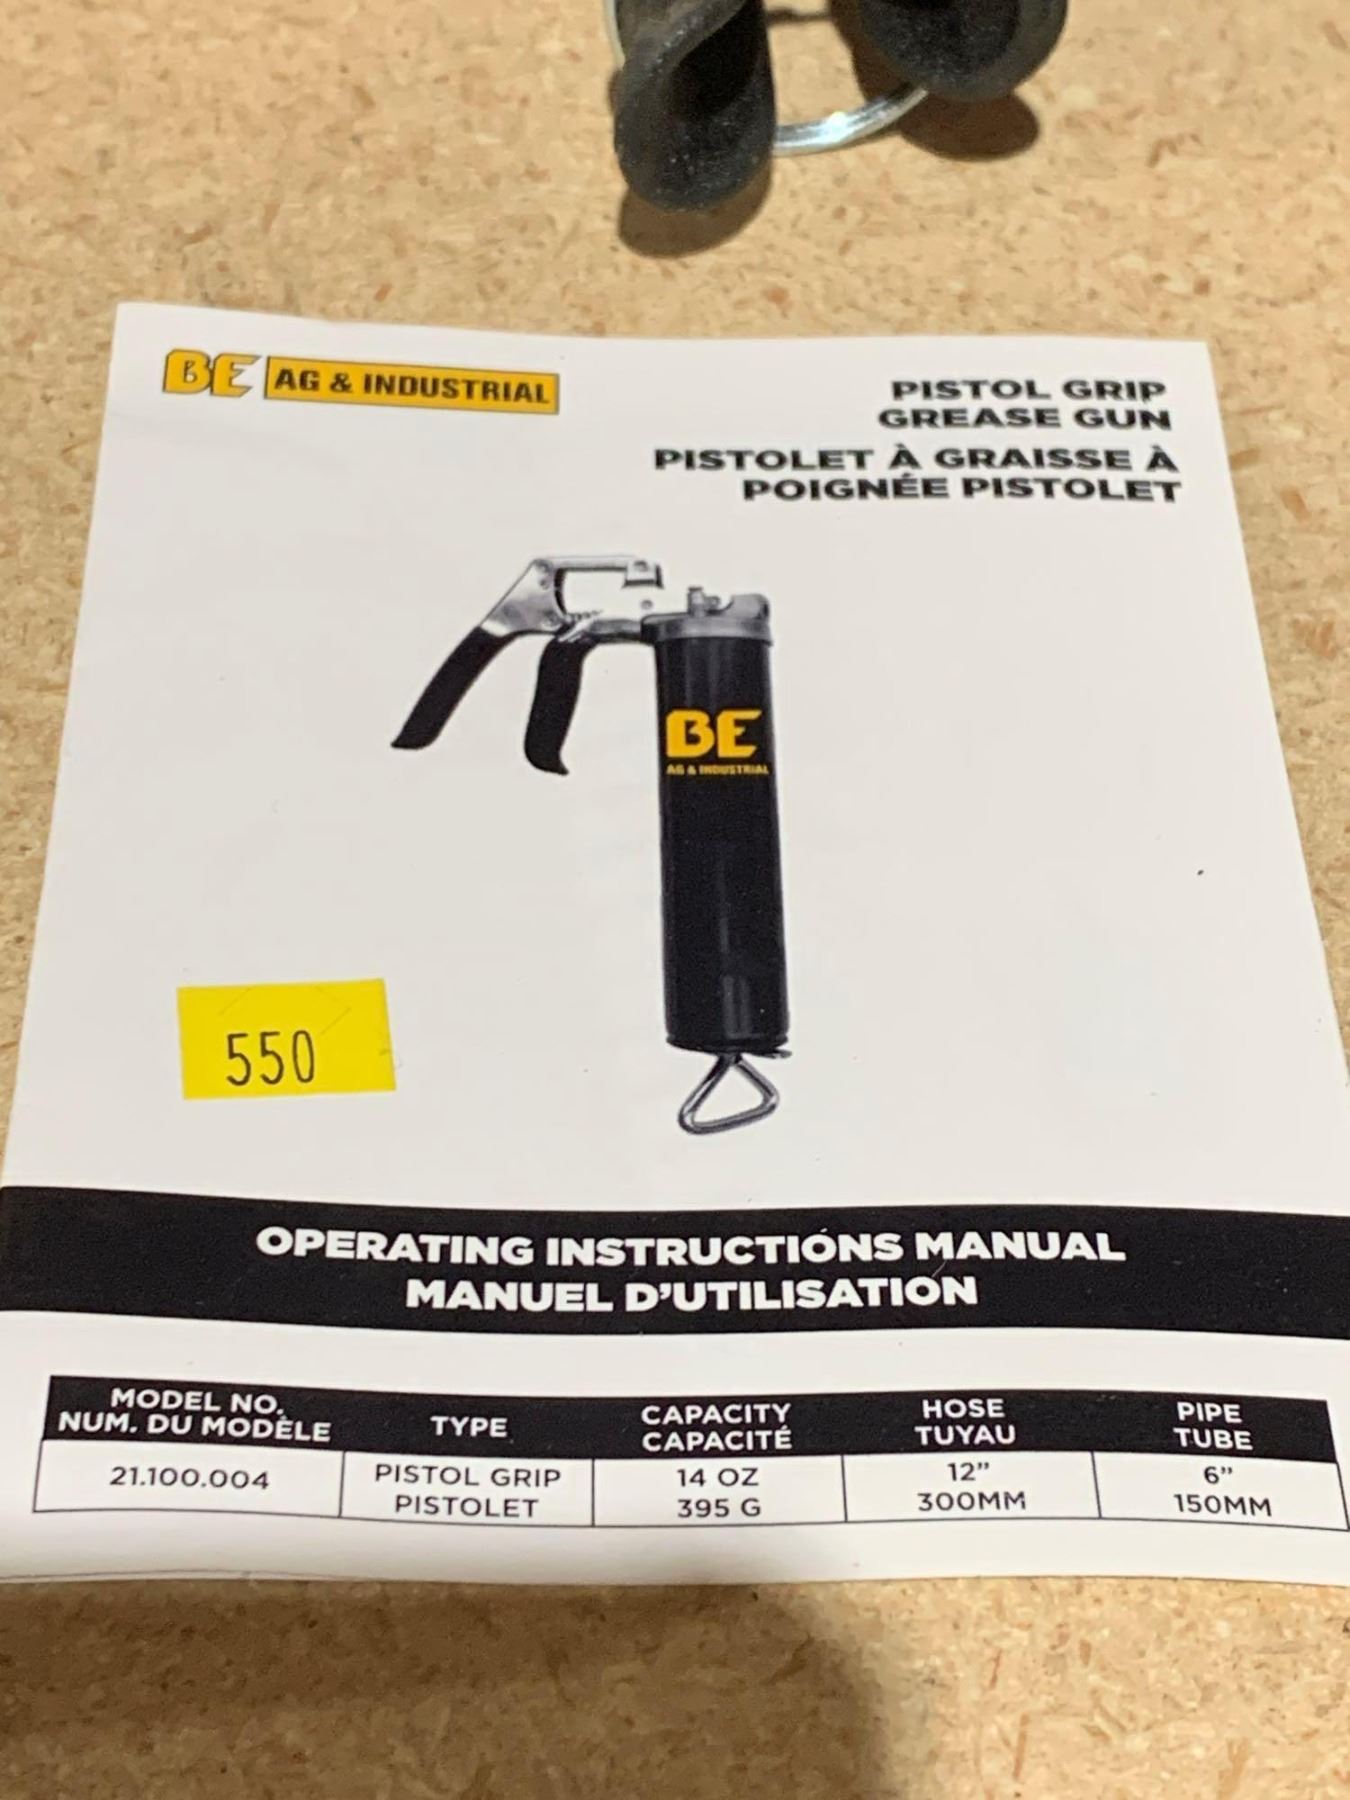 BE AG & INDUSTRIAL
PISTOL GRIP
GREASE GUN
PISTOLET À GRAISSE À
POIGNÉE PISTOLET
BE
AG & INDUSTRIAL
550
OPERATING INSTRUCTIONS MANUAL
MANUEL D'UTILISATION
MODEL NO.
NUM. DU MODÈLE
TYPE
CAPACITY
CAPACITÉ
HOSE
TUYAU
PIPE
TUBE
21.100.004
PISTOL GRIP
PISTOLET
14 OZ
395 G
12”
300MM
6”
150MM